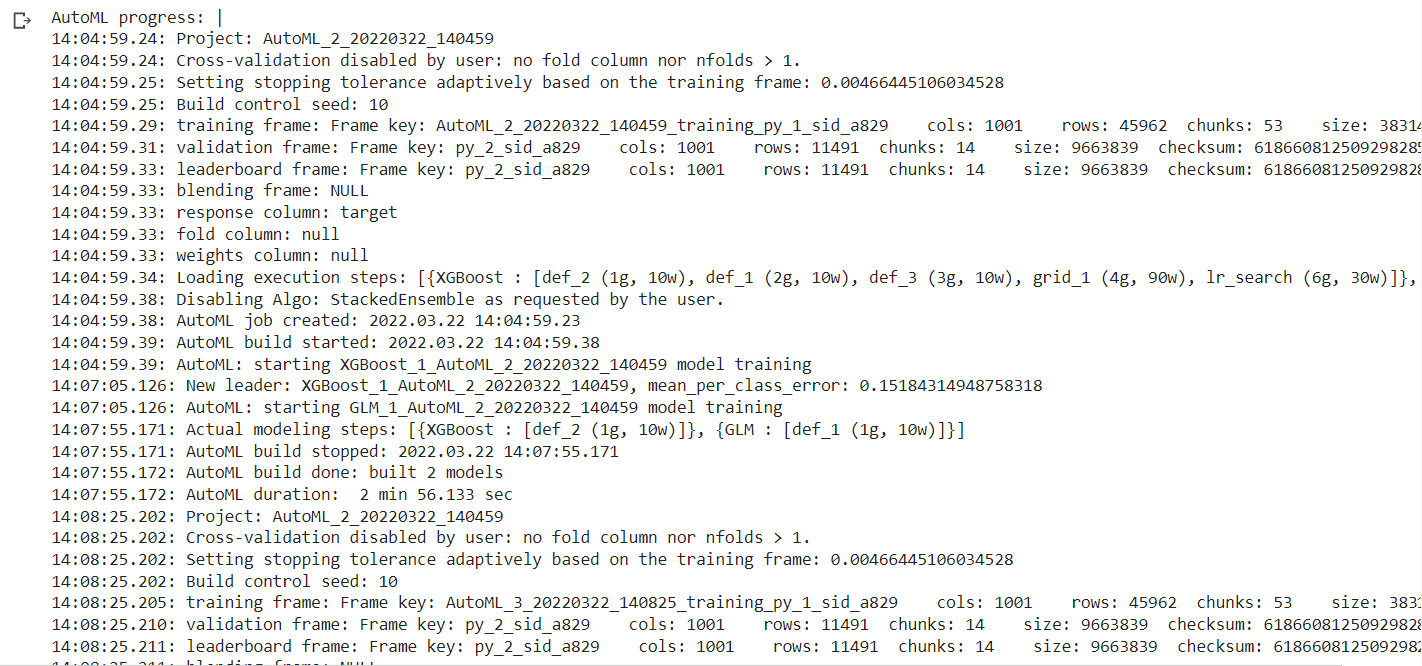 AutoML progress: |
14:04:59.24: Project: AutoML_2_20220322_140459
14:04:59.24: Cross-validation disabled by user: no fold column nor nfolds > 1.
14:04:59.25: Setting stopping tolerance adaptively based on the training frame: 0.00466445106034528
14:04:59.25: Build control seed: 10
14:04:59.29: training frame: Frame key: AutoML_2_20220322_140459_training_py_1_sid_a829    cols: 1001    rows: 45962  chunks: 53    size: 38314
14:04:59.31: validation frame: Frame key: py_2_sid_a829    cols: 1001    rows: 11491  chunks: 14    size: 9663839  checksum: 618660812509298285
14:04:59.33: leaderboard frame: Frame key: py_2_sid_a829    cols: 1001    rows: 11491  chunks: 14    size: 9663839  checksum: 61866081250929828
14:04:59.33: blending frame: NULL
14:04:59.33: response column: target
14:04:59.33: fold column: null
14:04:59.33: weights column: null
14:04:59.34: Loading execution steps: [{XGBoost : [def_2 (1g, 10w), def_1 (2g, 10w), def_3 (3g, 10w), grid_1 (4g, 90w), lr_search (6g, 30w)]},
14:04:59.38: Disabling Algo: StackedEnsemble as requested by the user.
14:04:59.38: AutoML job created: 2022.03.22 14:04:59.23
14:04:59.39: AutoML build started: 2022.03.22 14:04:59.38
14:04:59.39: AutoML: starting XGBoost_1_AutoML_2_20220322_140459 model training
14:07:05.126: New leader: XGBoost_1_AutoML_2_20220322_140459, mean_per_class_error: 0.15184314948758318
14:07:05.126: AutoML: starting GLM_1_AutoML_2_20220322_140459 model training
14:07:55.171: Actual modeling steps: [{XGBoost : [def_2 (1g, 10w)]}, {GLM : [def_1 (1g, 10w)]}]
14:07:55.171: AutoML build stopped: 2022.03.22 14:07:55.171
14:07:55.172: AutoML build done: built 2 models
14:07:55.172: AutoML duration:  2 min 56.133 sec
14:08:25.202: Project: AutoML_2_20220322_140459
14:08:25.202: Cross-validation disabled by user: no fold column nor nfolds > 1.
14:08:25.202: Setting stopping tolerance adaptively based on the training frame: 0.00466445106034528
14:08:25.202: Build control seed: 10
14:08:25.205: training frame: Frame key: AutoML_3_20220322_140825_training_py_1_sid_a829    cols: 1001    rows: 45962  chunks: 53    size: 3831
14:08:25.210: validation frame: Frame key: py_2_sid_a829    cols: 1001    rows: 11491  chunks: 14    size: 9663839  checksum: 61866081250929828
14:08:25.211: leaderboard frame: Frame key: py_2_sid_a829    cols: 1001    rows: 11491  chunks: 14    size: 9663839  checksum: 6186608125092982